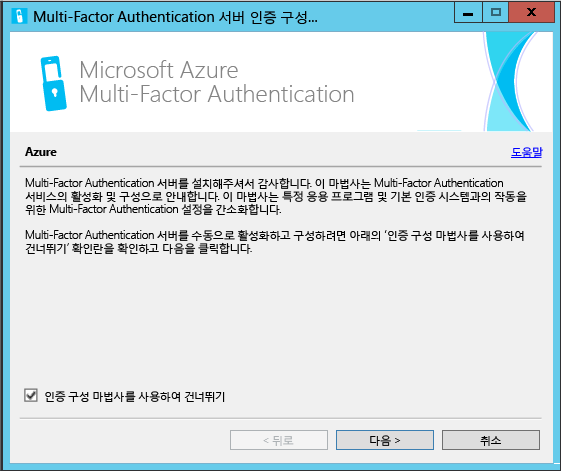 Multi-Factor Authentication 서버 인증 구성...
Microsoft Azure
Multi-Factor Authentication
Azure
도움말
Multi-Factor Authentication 서버를 설치해주셔서 감사합니다. 이 마법사는 Multi-Factor Authentication
서비스의 활성화 및 구성으로 안내합니다. 이 마법사는 특정 응용 프로그램 및 기본 인증 시스템과의 작동을
위한 Multi-Factor Authentication 설정을 간소화합니다.
Multi-Factor Authentication 서버를 수동으로 활성화하고 구성하려면 아래의 '인증 구성 마법사를 사용하여
건너뛰기' 확인란을 확인하고 다음을 클릭합니다.
인증 구성 마법사를 사용하여 건너뛰기
< 뒤로
다음 >
취소